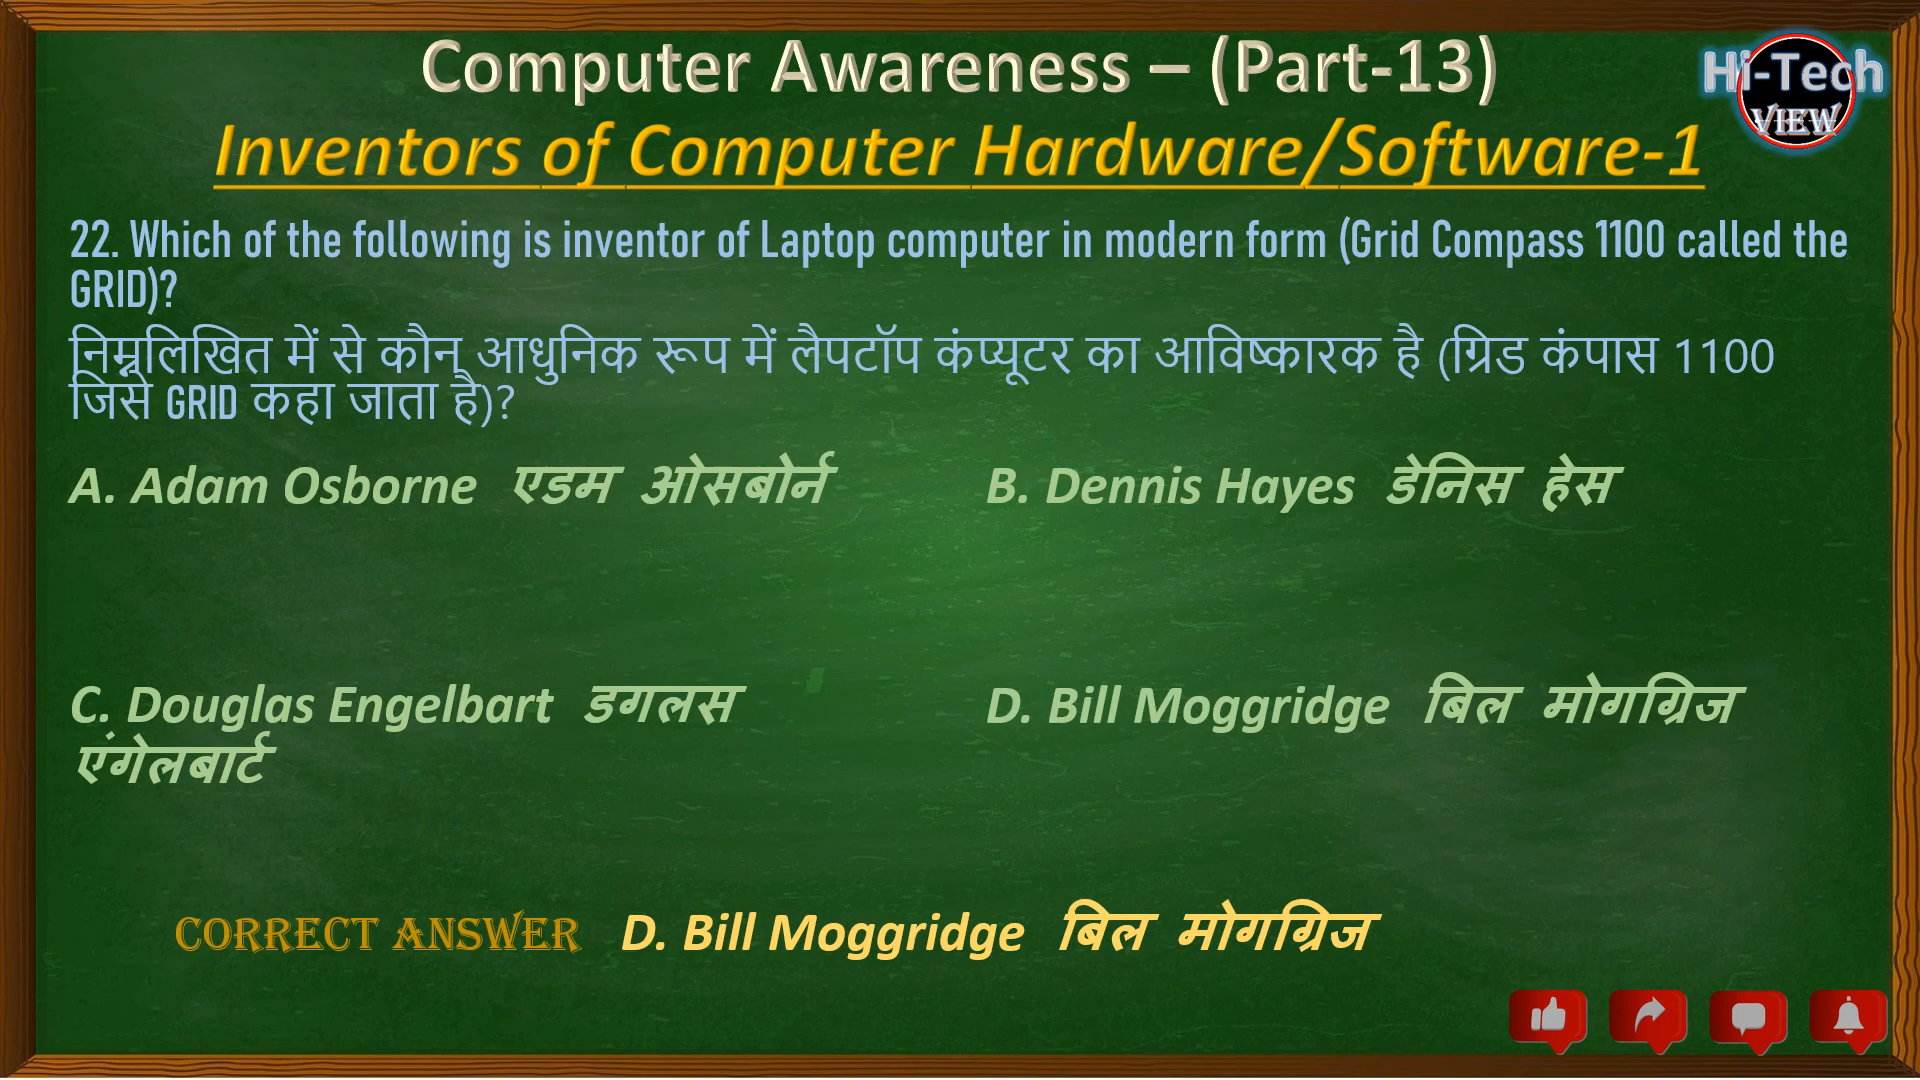 Computer Awareness – (Part-13)
Hi-Tech
VIEW
Inventors of Computer Hardware/Software-1
22. Which of the following is inventor of Laptop computer in modern form (Grid Compass 1100 called the
GRID)?
निम्नलिखित में से कौन आधुनिक रूप में लैपटॉप कंप्यूटर का आविष्कारक है (ग्रिड कंपास 1100
जिसे GRID कहा जाता है)?
A. Adam Osborne एडम ओसबोर्न
B. Dennis Hayes डेनिस हेस
C. Douglas Engelbart डगलस
एंगेलबार्ट
D. Bill Moggridge बिल मोगग्रिज
CORRECT ANSWER D. Bill Moggridge बिल मोगग्रिज